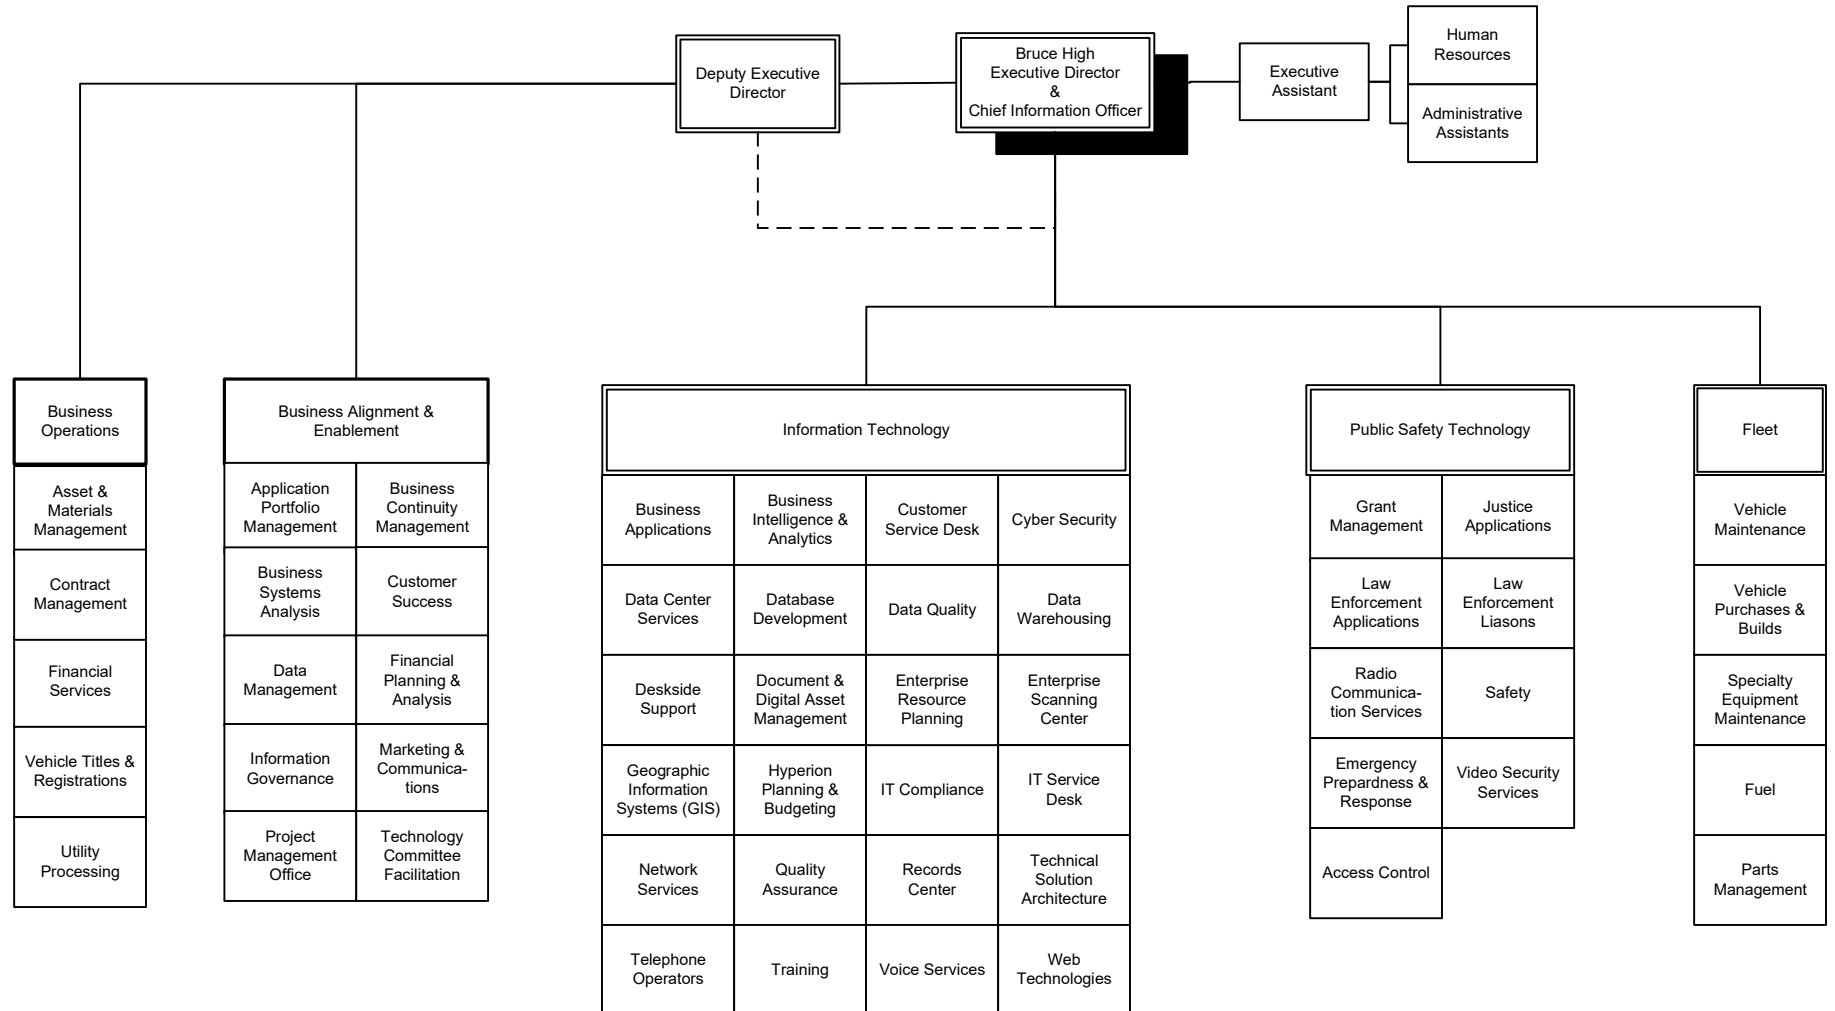 Deputy Executive
Director
Bruce High
Executive Director
&
Chief Information Officer
Executive
Assistant
Human
Resources
Administrative
Assistants
Business
Operations
Asset &
Materials
Management
Contract
Management
Financial
Services
Vehicle Titles &
Registrations
Utility
Processing
Business Alignment &
Enablement
Application
Portfolio
Management
Business
Continuity
Management
Business
Systems
Analysis
Customer
Success
Data
Management
Financial
Planning &
Analysis
Information
Governance
Marketing &
Communica-
tions
Project
Management
Office
Technology
Committee
Facilitation
Information Technology
Business
Applications
Business
Intelligence &
Analytics
Customer
Service Desk
Cyber Security
Data Center
Services
Database
Development
Data Quality
Data
Warehousing
Deskside
Support
Document &
Digital Asset
Management
Enterprise
Resource
Planning
Enterprise
Scanning
Center
Geographic
Information
Systems (GIS)
Hyperion
Planning &
Budgeting
IT Compliance
IT Service
Desk
Network
Services
Quality
Assurance
Records
Center
Technical
Solution
Architecture
Telephone
Operators
Training
Voice Services
Web
Technologies
Public Safety Technology
Grant
Management
Justice
Applications
Law
Enforcement
Applications
Law
Enforcement
Liasons
Radio
Communica-
tion Services
Safety
Emergency
Prepardness &
Response
Video Security
Services
Access Control
Fleet
Vehicle
Maintenance
Vehicle
Purchases &
Builds
Specialty
Equipment
Maintenance
Fuel
Parts
Management